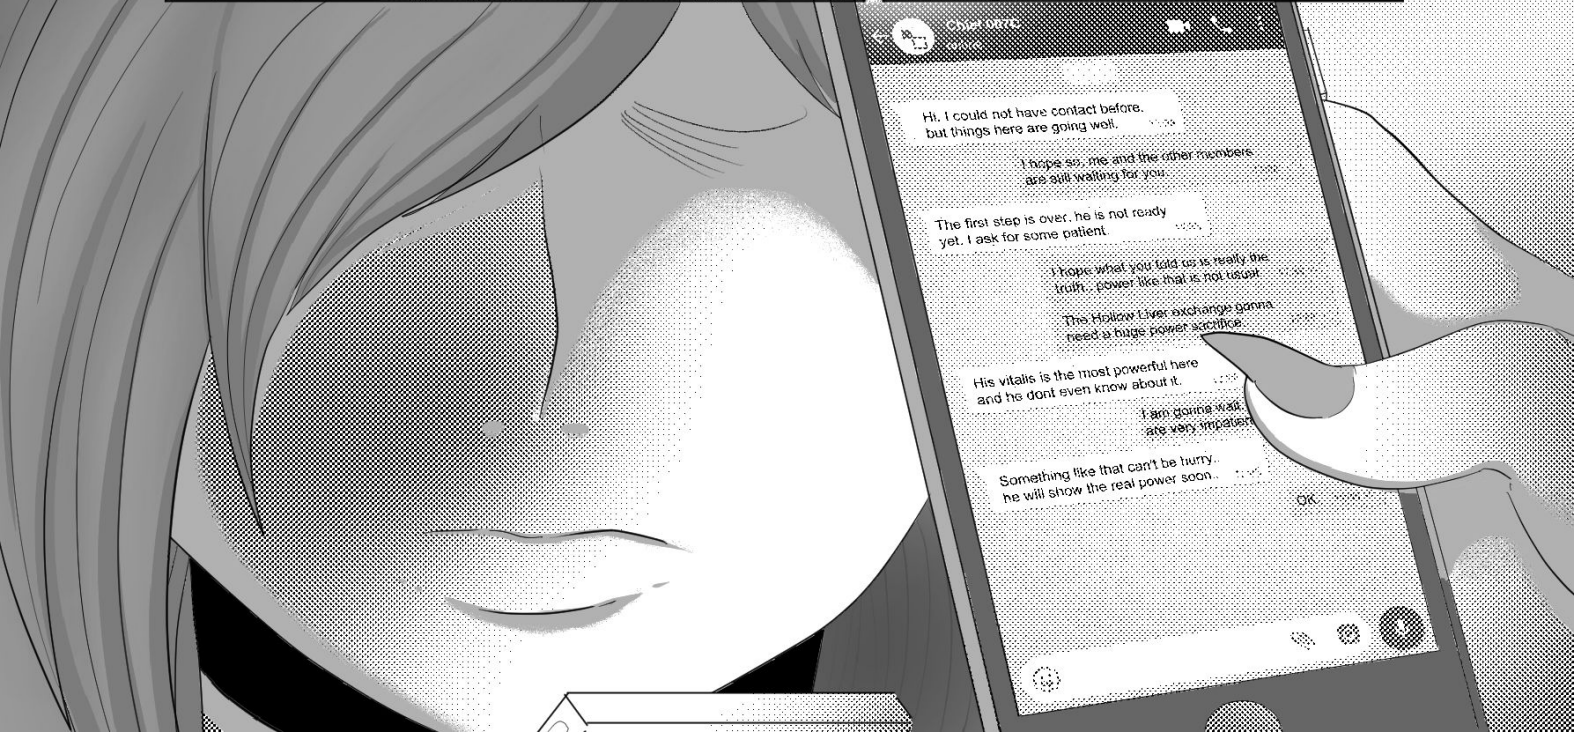 Chief 007C
online
Hi, I could not have contact before,
but things here are going well.
I hope so, me and the other members
are still waiting for you.
The first step is over, he is not ready
yet. I ask for some patient.
I hope what you told us is really the
truth.. power like that is not usual
The Hollow Liver exchange gonna
need a huge power sacrifice.
His vitalis is the most powerful here
and he dont even know about it.
I am gonna wait,
are very impatien
Something like that can't be hurry..
he will show the real power soon..
OK